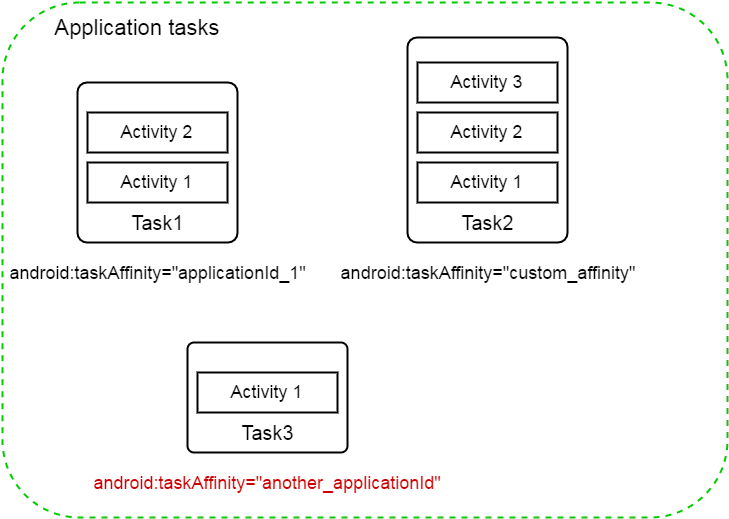 Application tasks
Activity 2
Activity 1
Task1
android:taskAffinity="applicationId_1"
Activity 3
Activity 2
Activity 1
Task2
android:taskAffinity="custom_affinity"
Activity 1
Task3
android:taskAffinity="another_applicationId"